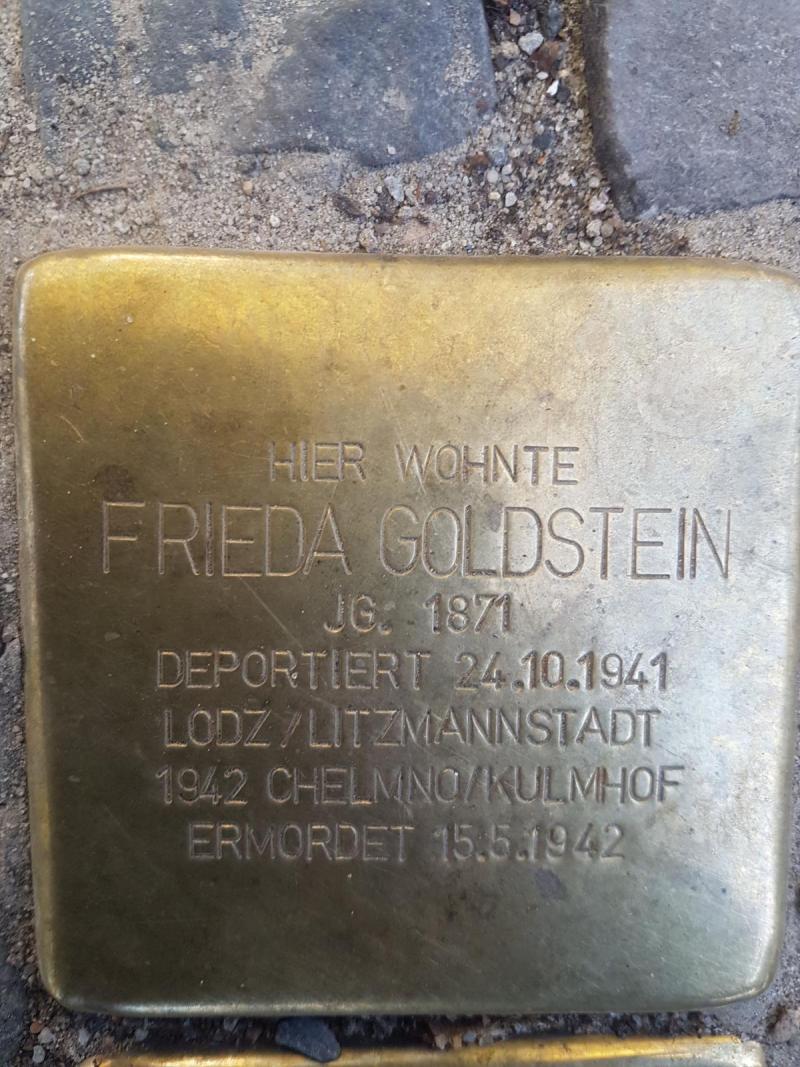 HIER WOHNTE
FRIEDA GOLDSTEIN
JG. 1871
DEPORTIERT 24.10.1941
LODZ/LITZMANNSTADT
1942 CHELMNO/KULMHOF
ERMORDET 15.5.1942